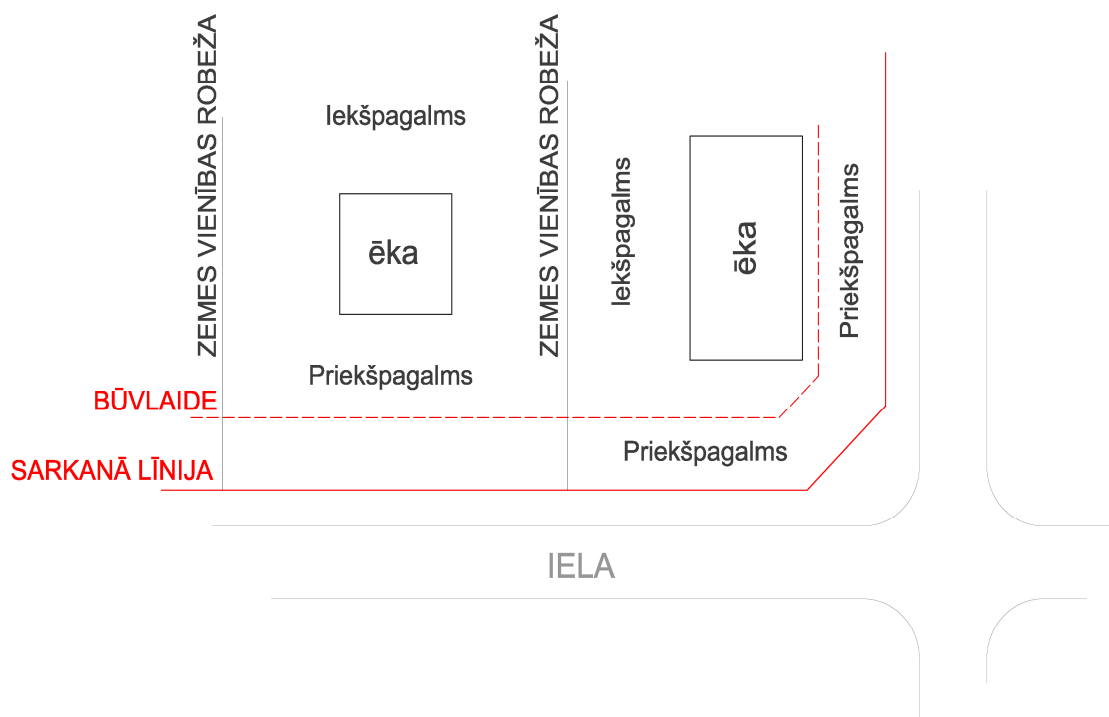 ZEMES VIENĪBAS ROBEŽA
Iekšpagalms
ēka
Priekšpagalms
ZEMES VIENĪBAS ROBEŽA
Iekšpagalms
ēka
Priekšpagalms
Priekšpagalms
BŪVLAIDE
SARKANĀ LĪNIJA
IELA